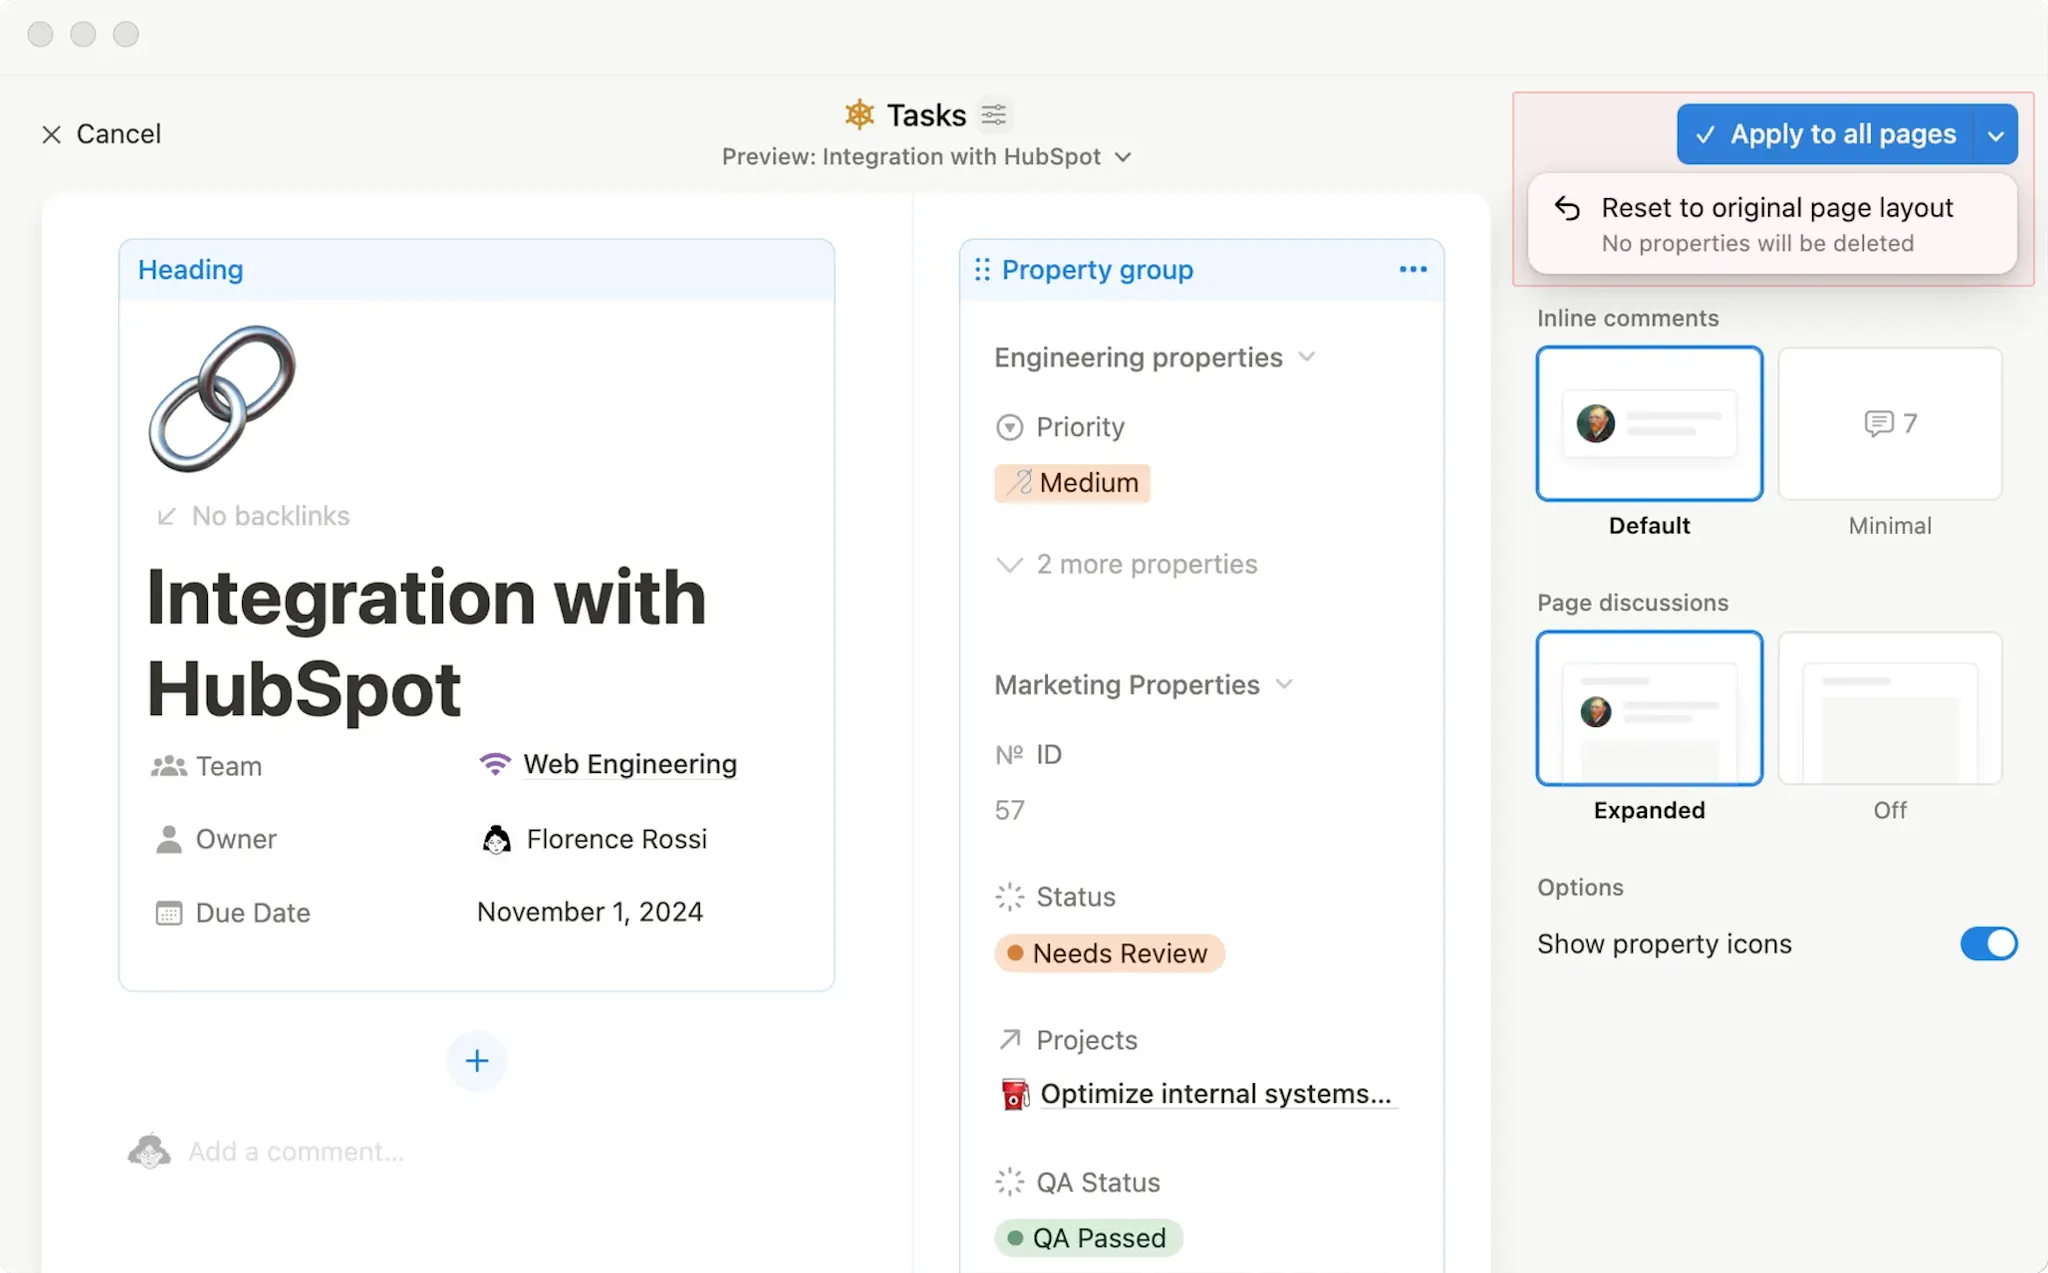 Cancel
Tasks
Preview: Integration with HubSpot
Apply to all pages
Reset to original page layout
No properties will be deleted
Heading
No backlinks
Integration with
HubSpot
Team
Web Engineering
Owner
Florence Rossi
Due Date
November 1, 2024
Add a comment...
Property group
Engineering properties
Priority
Medium
2 more properties
Marketing Properties
Nº ID
57
Status
Needs Review
Projects
Optimize internal systems...
QA Status
QA Passed
Inline comments
7
Default
Minimal
Page discussions
Expanded
Off
Options
Show property icons